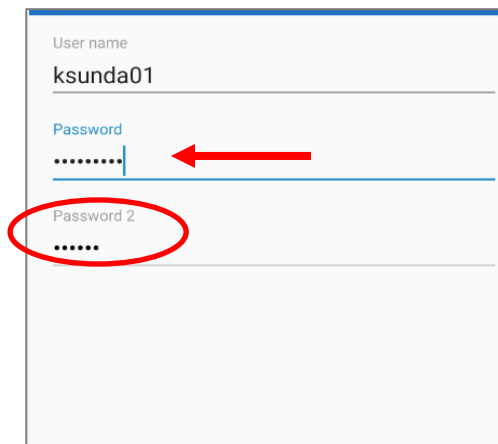 User name
ksunda01
Password
•••••••••
Password 2
••••••